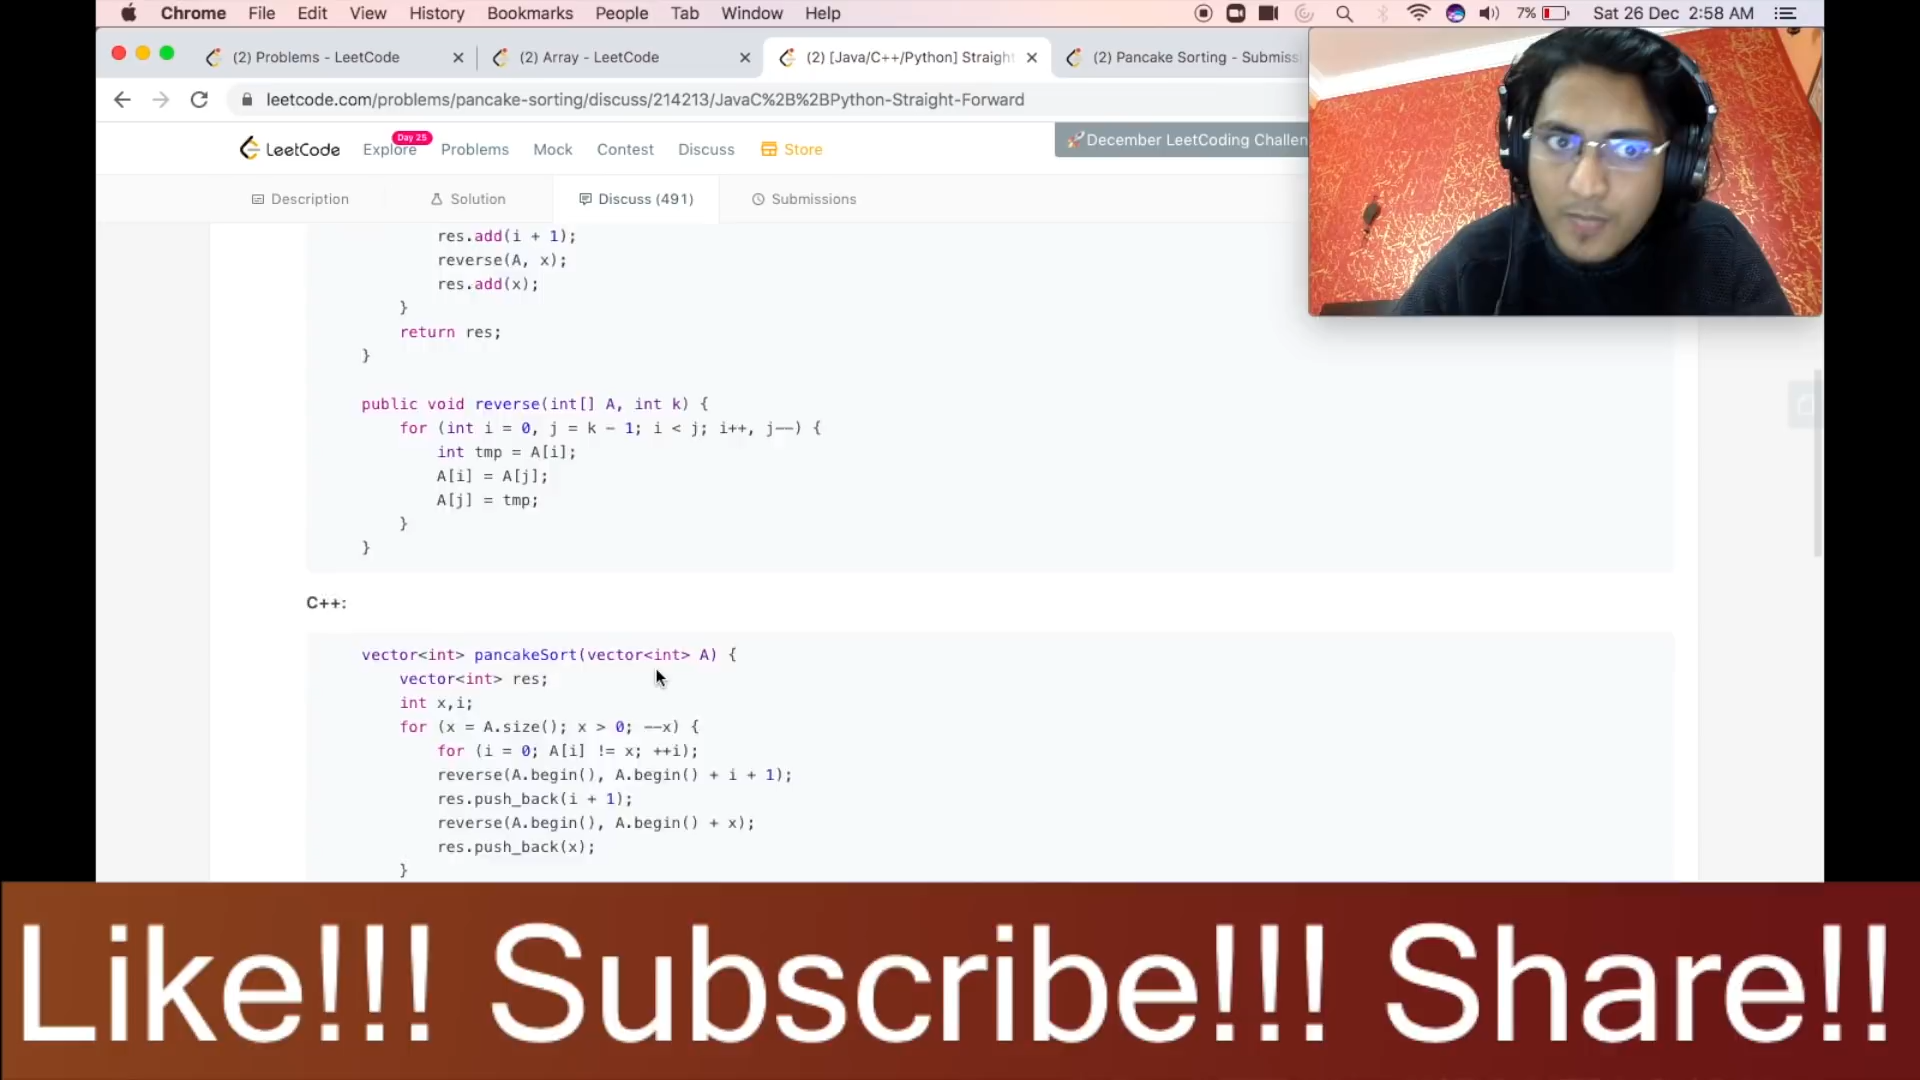 Chrome File Edit View History Bookmarks People Tab Window Help 7% Sat 26 Dec 2:58 AM
(2) Problems - LeetCode (2) Array - LeetCode (2) [Java/C++/Python] Straigh (2) Pancake Sorting - Submiss
leetcode.com/problems/pancake-sorting/discuss/214213/JavaC%2B%2BPython-Straight-Forward
LeetCode Explore Day 25 Problems Mock Contest Discuss Store
🚀December LeetCoding Challen
Description Solution Discuss (491) Submissions
res.add(i + 1);
reverse(A, x);
res.add(x);
}
return res;
}
public void reverse(int[] A, int k) {
for (int i = 0, j = k - 1; i < j; i++, j--) {
int tmp = A[i];
A[i] = A[j];
A[j] = tmp;
}
}
C++:
vector<int> pancakeSort(vector<int> A) {
vector<int> res;
int x,i;
for (x = A.size(); x > 0; --x) {
for (i = 0; A[i] != x; ++i);
reverse(A.begin(), A.begin() + i + 1);
res.push_back(i + 1);
reverse(A.begin(), A.begin() + x);
res.push_back(x);
}
Like!!! Subscribe!!! Share!!